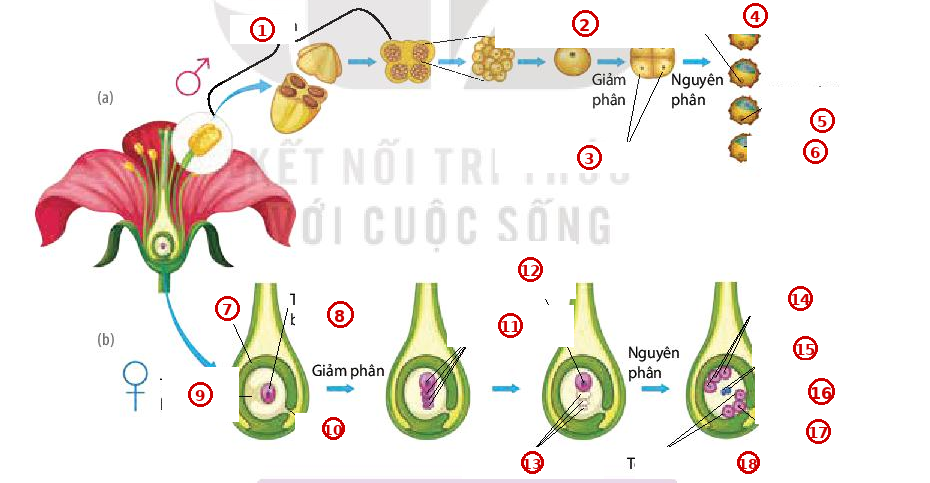 1
2
4
(a)
Giảm
phân
Nguyên
phân
5
3
6
KẾT NỐI TRI THỨC
VỚI CUỘC SỐNG
12
7
8
14
11
(b)
15
Giảm phân
Nguyên
phân
9
16
10
17
13
18